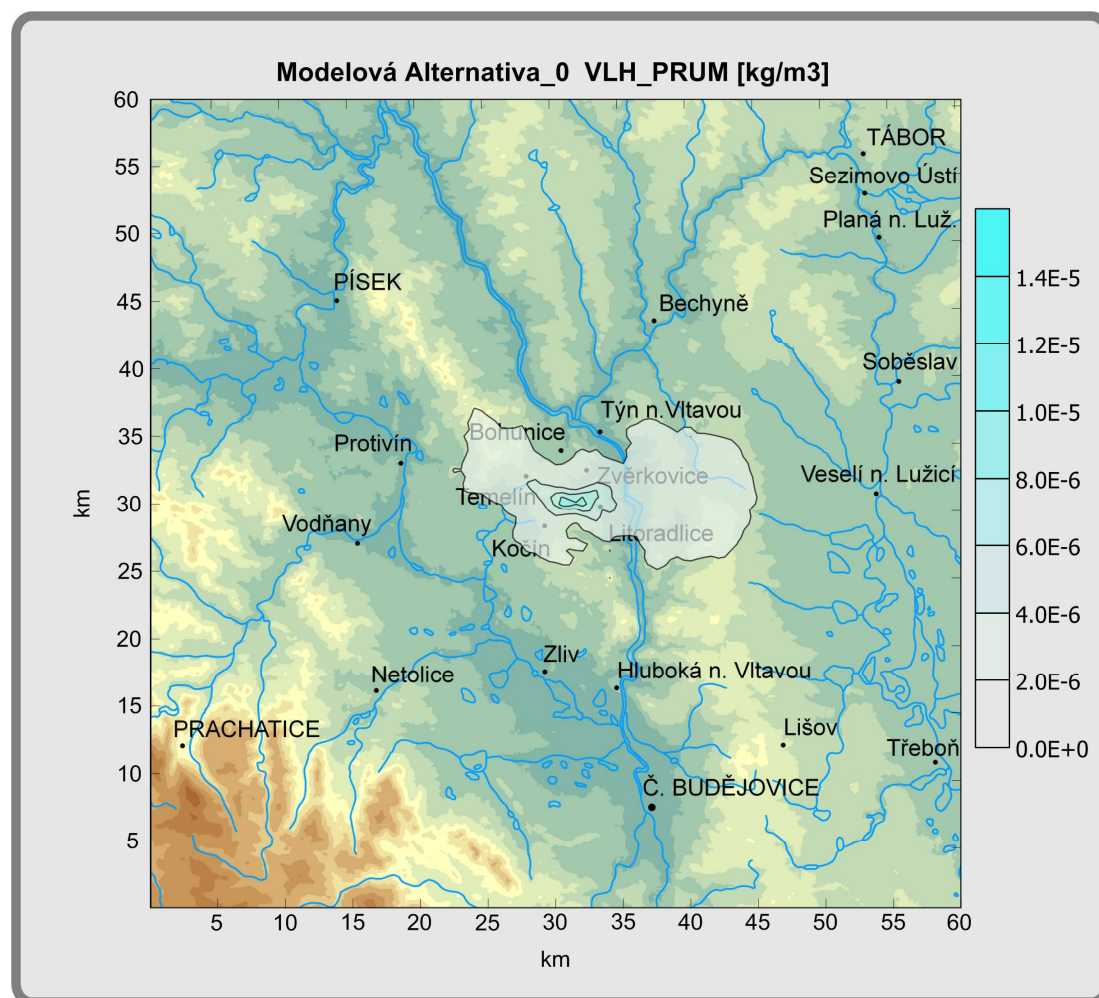 Modelová Alternativa_0 VLH_PRUM [kg/m3]
60
55
50
45
40
35
30
25
20
15
10
5
km
TÁBOR
Sezimovo Ústí
Planá n. Luž.
PÍSEK
Bechyně
Soběslav
Týn n.Vltavou
Bohunice
Protivín
Zvěrkovice
Veselí n. Lužicí
Temelín
Vodňany
Litoradlice
Kočín
Zliv
Hluboká n. Vltavou
Netolice
PRACHATICE
Lišov
Třeboň
Č. BUDĚJOVICE
5 10 15 20 25 30 35 40 45 50 55 60
km
1.4E-5
1.2E-5
1.0E-5
8.0E-6
6.0E-6
4.0E-6
2.0E-6
0.0E+0